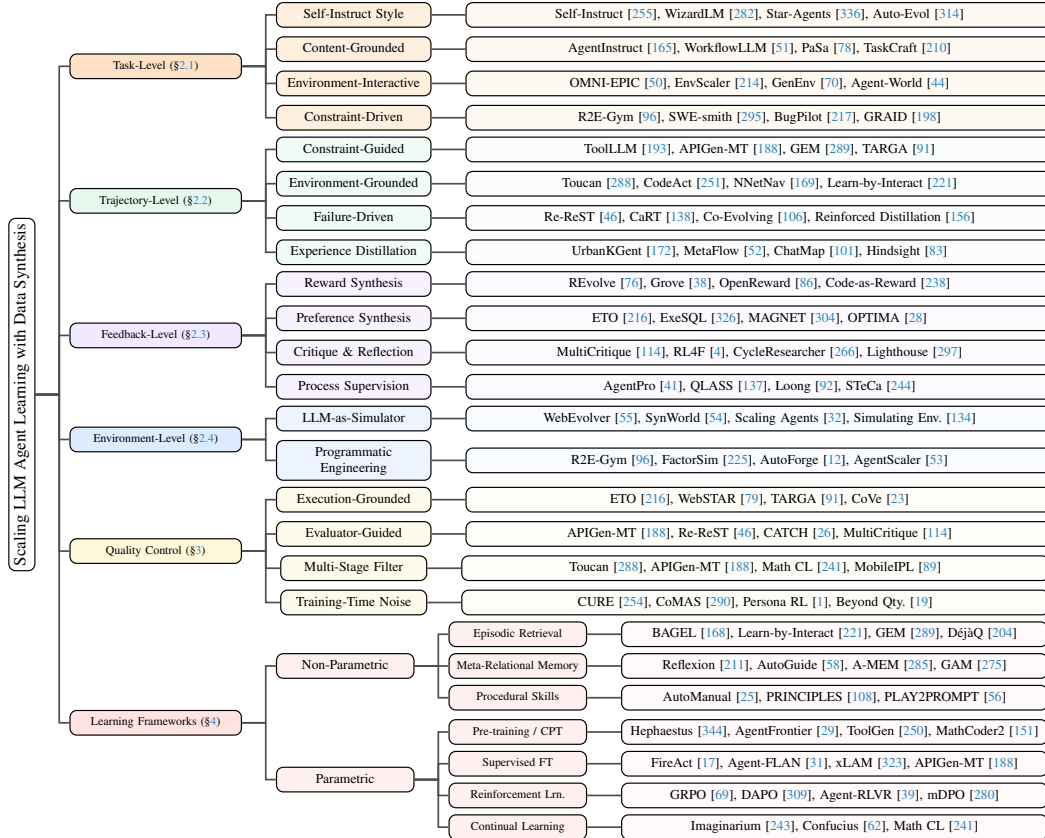 Scaling LLM Agent Learning with Data Synthesis
Task-Level (§2.1)
Self-Instruct Style
Self-Instruct [255], WizardLM [282], Star-Agents [336], Auto-Evol [314]
Content-Grounded
AgentInstruct [165], WorkflowLLM [51], PaSa [78], TaskCraft [210]
Environment-Interactive
OMNI-EPIC [50], EnvScaler [214], GenEnv [70], Agent-World [44]
Constraint-Driven
R2E-Gym [96], SWE-smith [295], BugPilot [217], GRAID [198]
Trajectory-Level (§2.2)
Constraint-Guided
ToolLLM [193], APIGen-MT [188], GEM [289], TARGA [91]
Environment-Grounded
Toucan [288], CodeAct [251], NNetNav [169], Learn-by-Interact [221]
Failure-Driven
Re-ReST [46], CaRT [138], Co-Evolving [106], Reinforced Distillation [156]
Experience Distillation
UrbanKGent [172], MetaFlow [52], ChatMap [101], Hindsight [83]
Feedback-Level (§2.3)
Reward Synthesis
REvolve [76], Grove [38], OpenReward [86], Code-as-Reward [238]
Preference Synthesis
ETO [216], ExeSQL [326], MAGNET [304], OPTIMA [28]
Critique & Reflection
MultiCritique [114], RL4F [4], CycleResearcher [266], Lighthouse [297]
Process Supervision
AgentPro [41], QLASS [137], Loong [92], STeCa [244]
Environment-Level (§2.4)
LLM-as-Simulator
WebEvolver [55], SynWorld [54], Scaling Agents [32], Simulating Env. [134]
Programmatic
Engineering
R2E-Gym [96], FactorSim [225], AutoForge [12], AgentScaler [53]
Quality Control (§3)
Execution-Grounded
ETO [216], WebSTAR [79], TARGA [91], CoVe [23]
Evaluator-Guided
APIGen-MT [188], Re-ReST [46], CATCH [26], MultiCritique [114]
Multi-Stage Filter
Toucan [288], APIGen-MT [188], Math CL [241], MobileIPL [89]
Training-Time Noise
CURE [254], CoMAS [290], Persona RL [1], Beyond Qty. [19]
Learning Frameworks (§4)
Non-Parametric
Episodic Retrieval
BAGEL [168], Learn-by-Interact [221], GEM [289], DéjàQ [204]
Meta-Relational Memory
Reflexion [211], AutoGuide [58], A-MEM [285], GAM [275]
Procedural Skills
AutoManual [25], PRINCIPLES [108], PLAY2PROMPT [56]
Parametric
Pre-training / CPT
Hephaestus [344], AgentFrontier [29], ToolGen [250], MathCoder2 [151]
Supervised FT
FireAct [17], Agent-FLAN [31], xLAM [323], APIGen-MT [188]
Reinforcement Lrn.
GRPO [69], DAPO [309], Agent-RLVR [39], mDPO [280]
Continual Learning
Imaginarium [243], Confucius [62], Math CL [241]